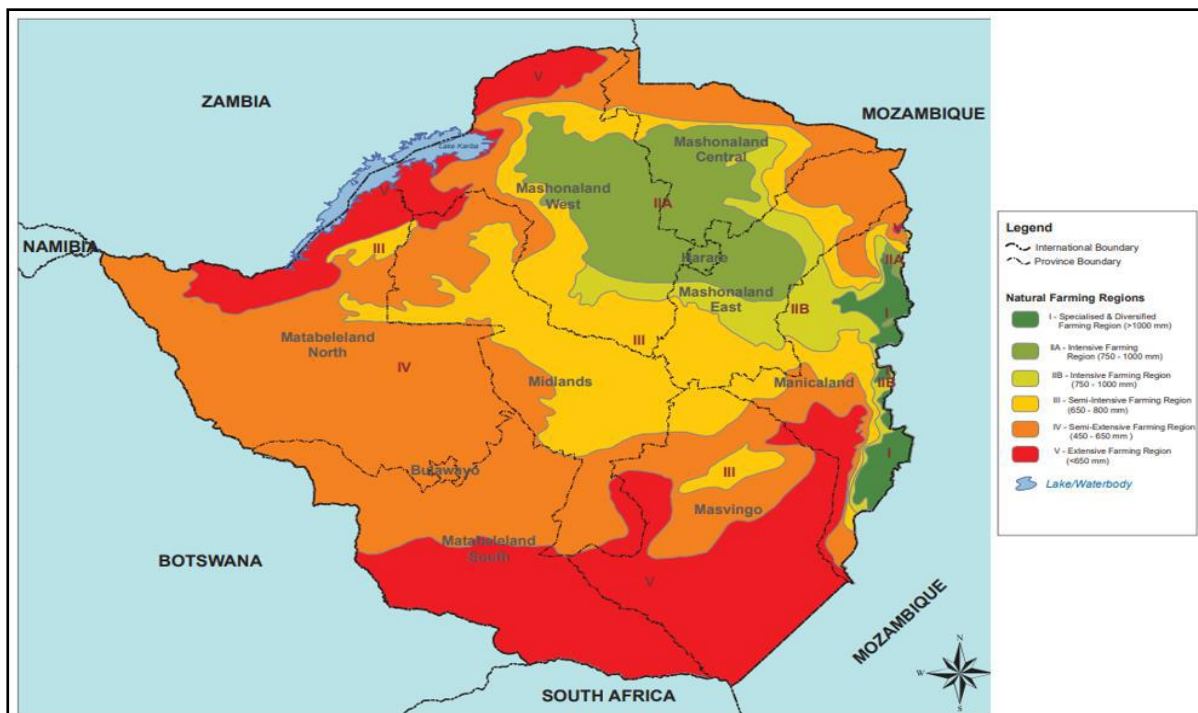 ZAMBIA
MOZAMBIQUE
NAMIBIA
BOTSWANA
SOUTH AFRICA
MOZAMBIQUE
Lake Kariba
V
V
Mashonaland
Central
Mashonaland
West
IIA
Harare
Mashonaland
East
IIB
V
IIA
I
III
Matabeleland
North
IV
III
Midlands
Manicaland
IIB
I
Bulawayo
III
Masvingo
Matabeleland
South
V
N
W
S
Legend
International Boundary
Province Boundary
Natural Farming Regions
I - Specialised & Diversified
Farming Region (>1000 mm)
IIA - Intensive Farming
Region (750 - 1000 mm)
IIB - Intensive Farming Region
(750 - 1000 mm)
III - Semi-Intensive Farming Region
(650 - 800 mm)
IV - Semi-Extensive Farming Region
(450 - 650 mm )
V - Extensive Farming Region
(<650 mm)
Lake/Waterbody